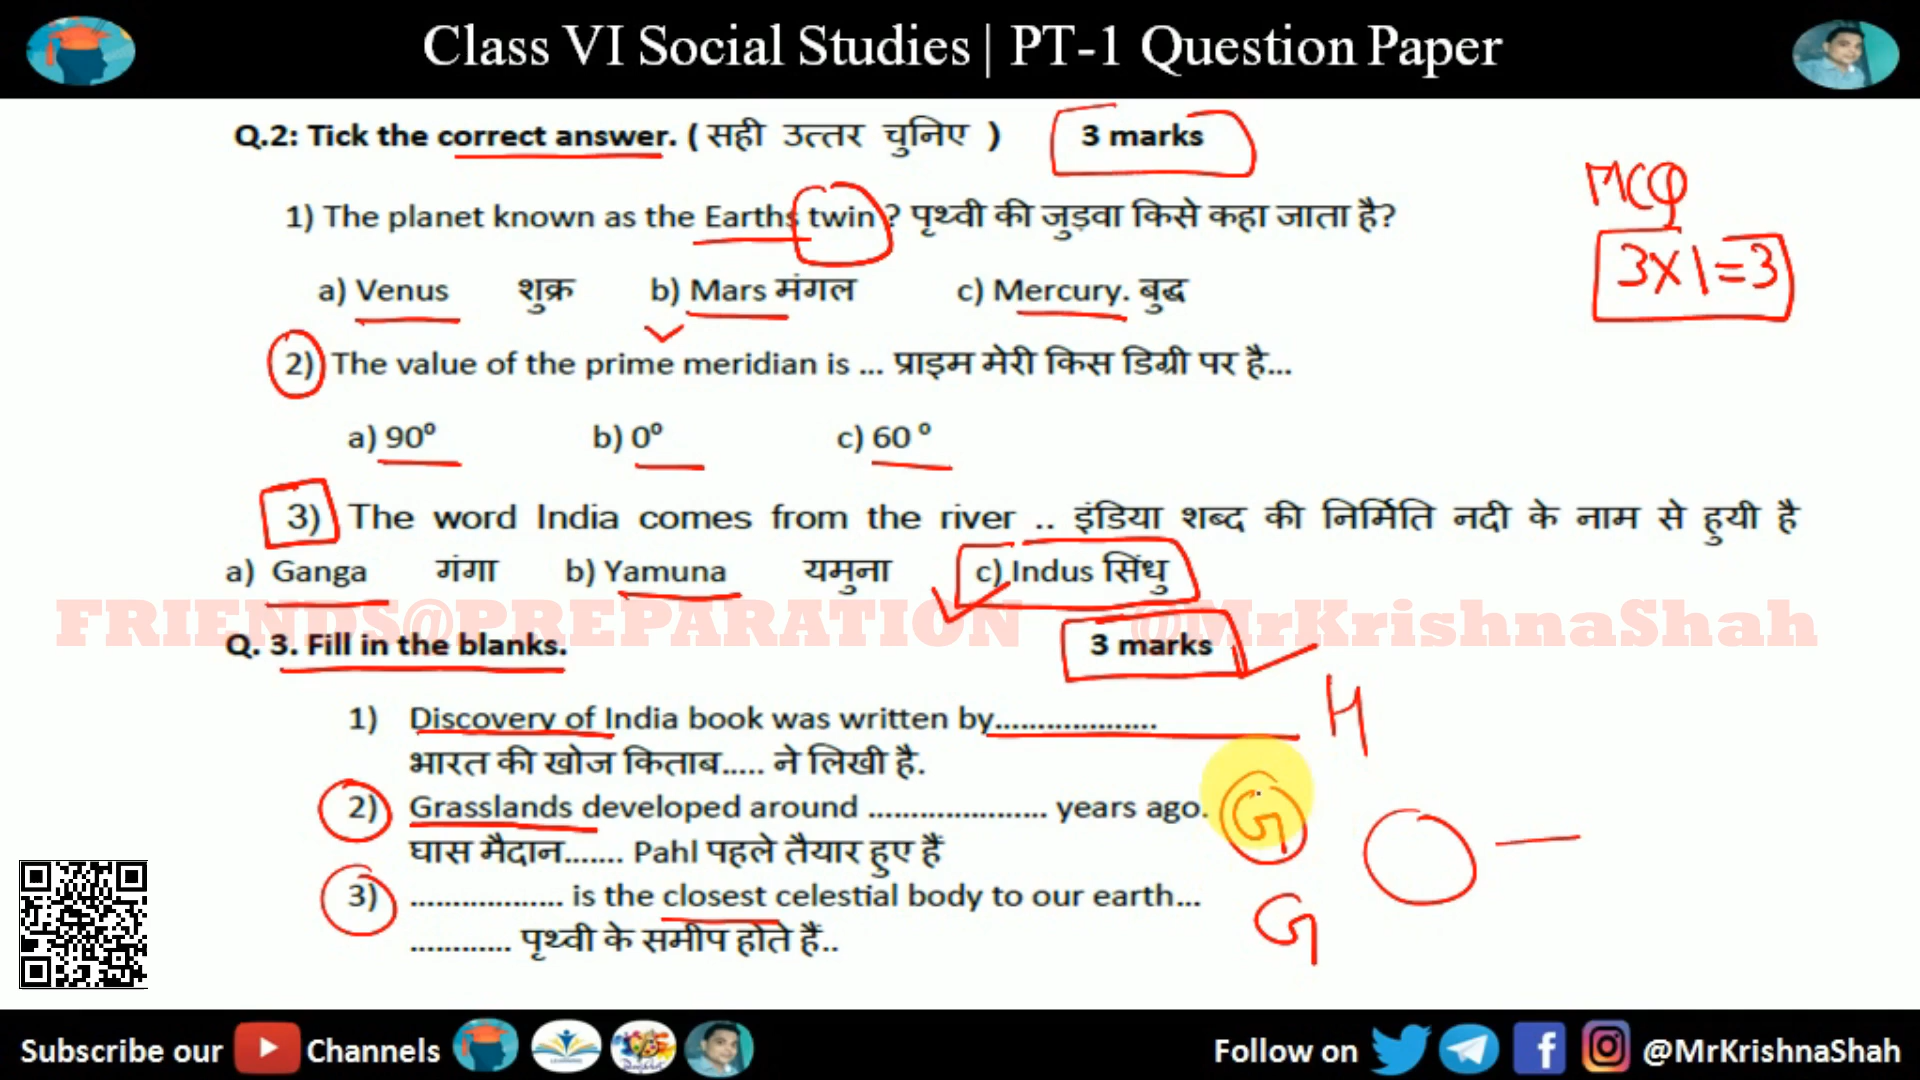 Class VI Social Studies | PT-1 Question Paper
Q.2: Tick the correct answer. ( सही उत्तर चुनिए ) 3 marks
MCQ
1) The planet known as the Earths twin ? पृथ्वी की जुड़वा किसे कहा जाता है?
3X1=3
a) Venus शुक्र b) Mars मंगल c) Mercury. बुद्ध
2) The value of the prime meridian is ... प्राइम मेरी किस डिग्री पर है...
a) 90⁰ b) 0⁰ c) 60 ⁰
3) The word India comes from the river .. इंडिया शब्द की निर्मिति नदी के नाम से हुयी है
a) Ganga गंगा b) Yamuna यमुना c) Indus सिंधु
FRIENDS@PREPARATION @MrKrishnaShah
Q. 3. Fill in the blanks. 3 marks
1) Discovery of India book was written by................... H
भारत की खोज किताब..... ने लिखी है.
2) Grasslands developed around ..................... years ago. G
घास मैदान....... Pahl पहले तैयार हुए हैं
3) .................. is the closest celestial body to our earth... G
............ पृथ्वी के समीप होते हैं..
Subscribe our Channels Follow on @MrKrishnaShah